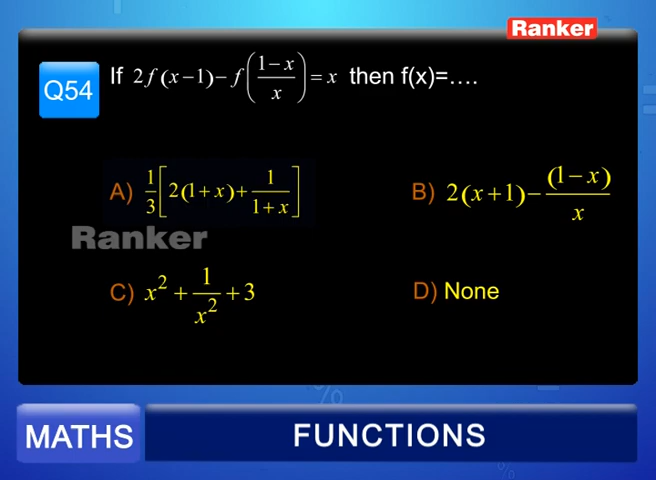 Ranker
Q54 If 2f(x−1)−f((1−x)/x)=x then f(x)=....
A) 1/3[2(1+x)+1/(1+x)] B) 2(x+1)−(1−x)/x
Ranker
C) x²+1/x²+3 D) None
MATHS FUNCTIONS